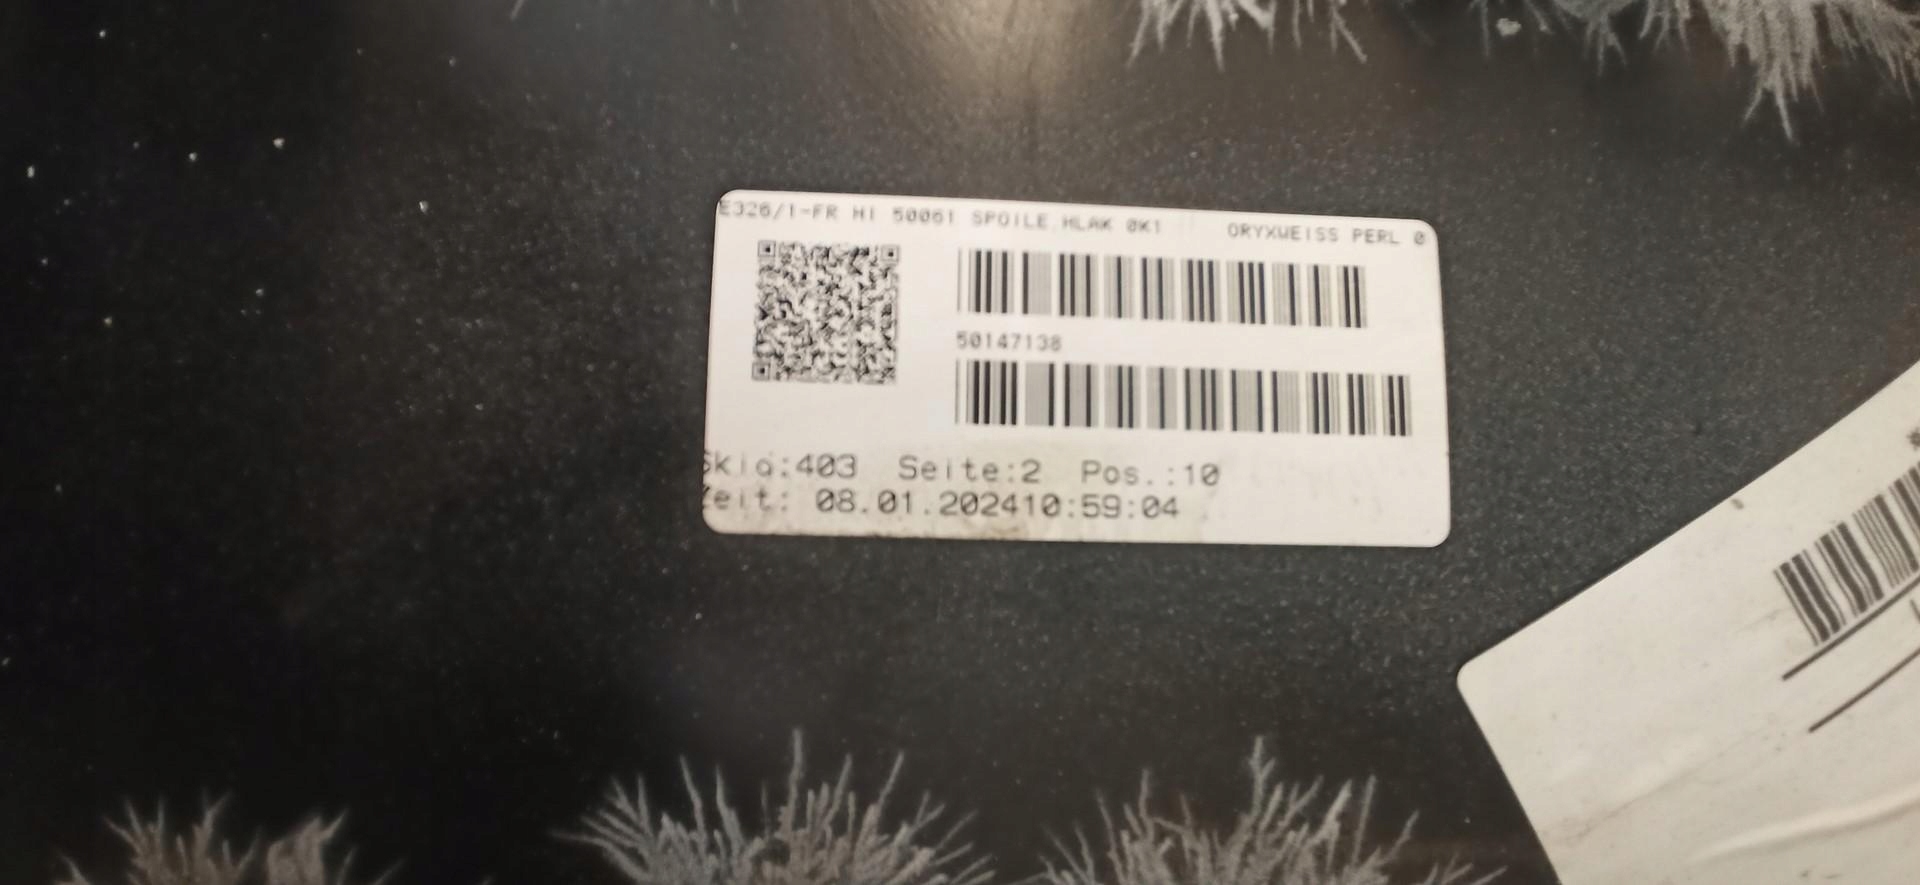 E326/1-FR HI 50061 SPOILE HLAK 0K1 ORYXWEISS PERL 0
50147138
Skid:403 Seite:2 Pos.:10
Zeit: 08.01.202410:59:04